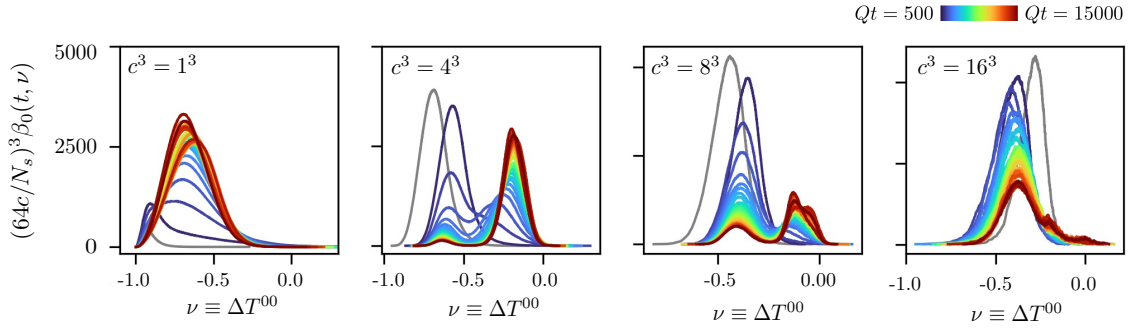 Qt = 500 Qt = 15000
(64c/N_s)^3 β_0(t, ν)
5000
2500
0
c^3 = 1^3
c^3 = 4^3
c^3 = 8^3
c^3 = 16^3
-1.0 -0.5 0.0
-1.0 -0.5 0.0
-0.5 0.0
-1.0 -0.5 0.0
ν ≡ ΔT^{00}
ν ≡ ΔT^{00}
ν ≡ ΔT^{00}
ν ≡ ΔT^{00}